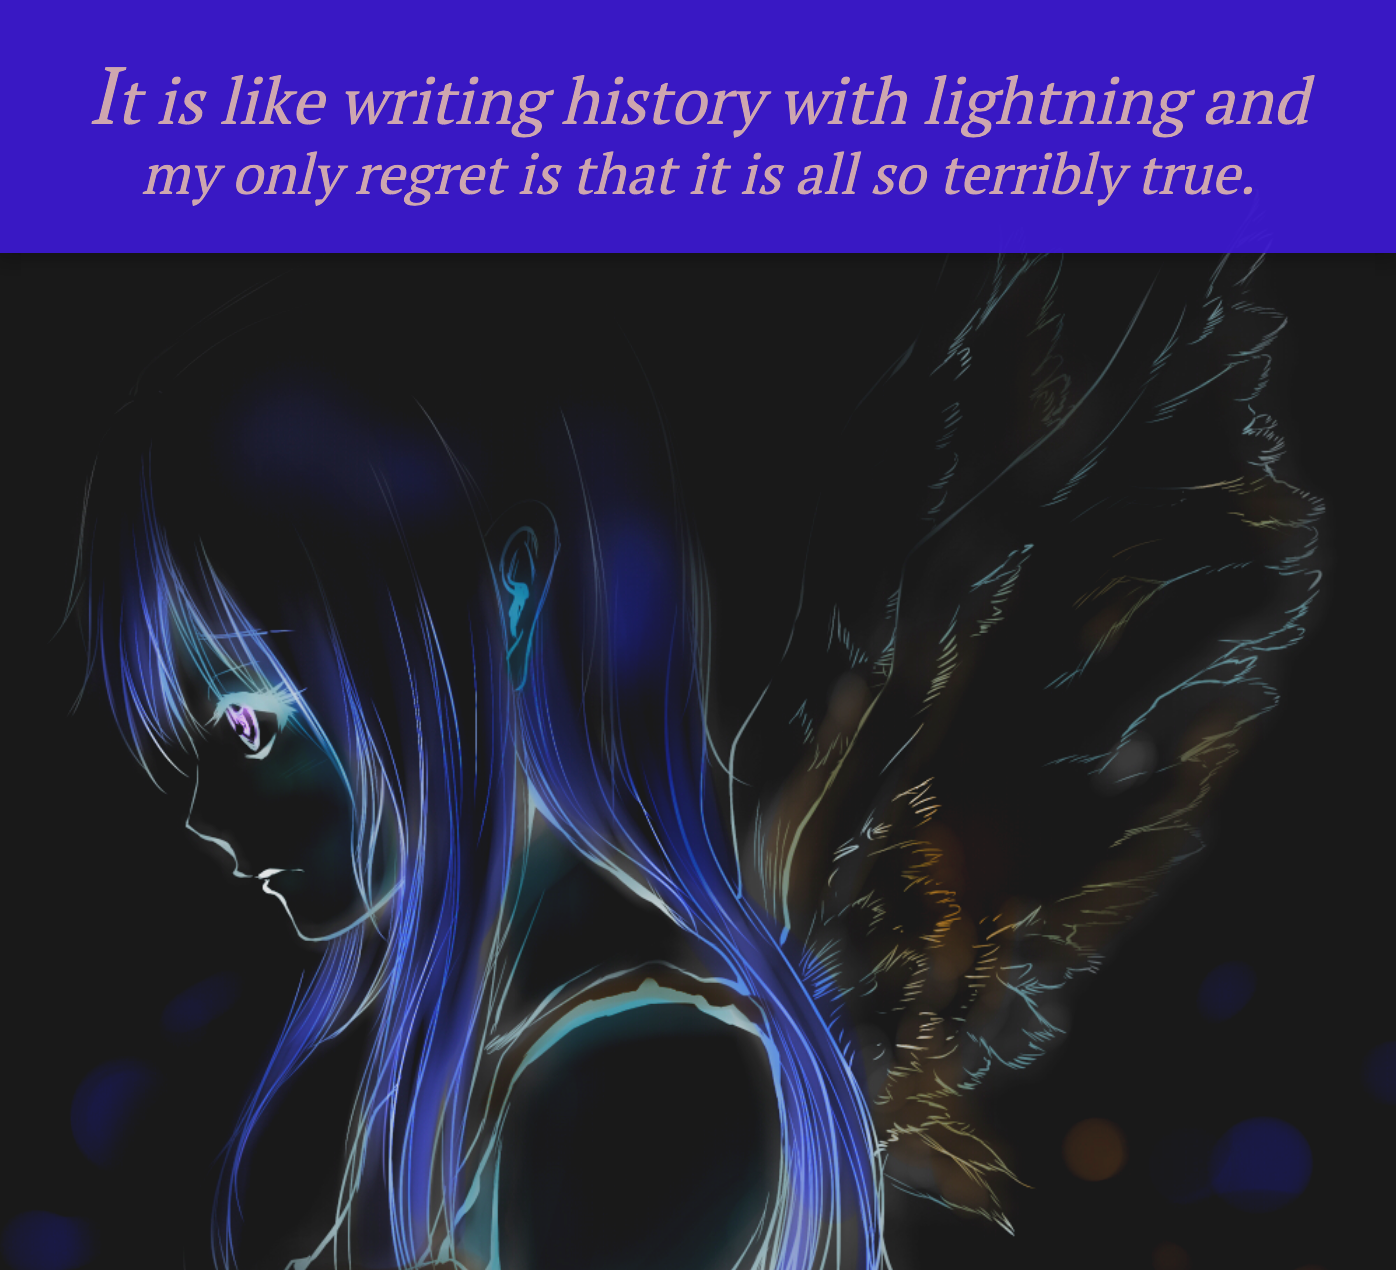 It is like writing history with lightning and
my only regret is that it is all so terribly true.